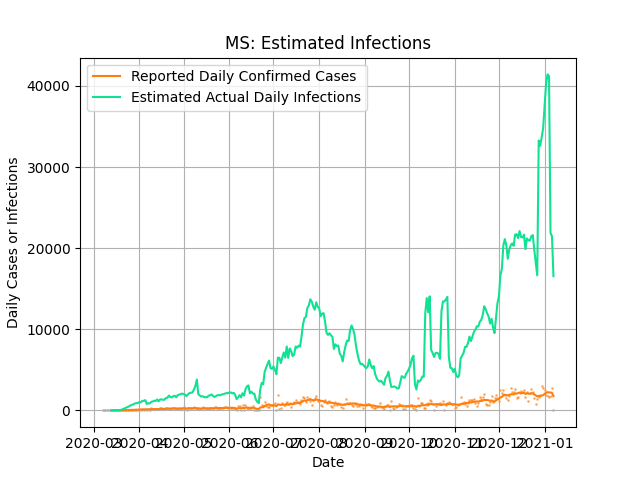 MS: Estimated Infections
Reported Daily Confirmed Cases
Estimated Actual Daily Infections
Daily Cases or Infections
40000
30000
20000
10000
0
2020-03 2020-04 2020-05 2020-06 2020-07 2020-08 2020-09 2020-10 2020-11 2020-12 2021-01
Date